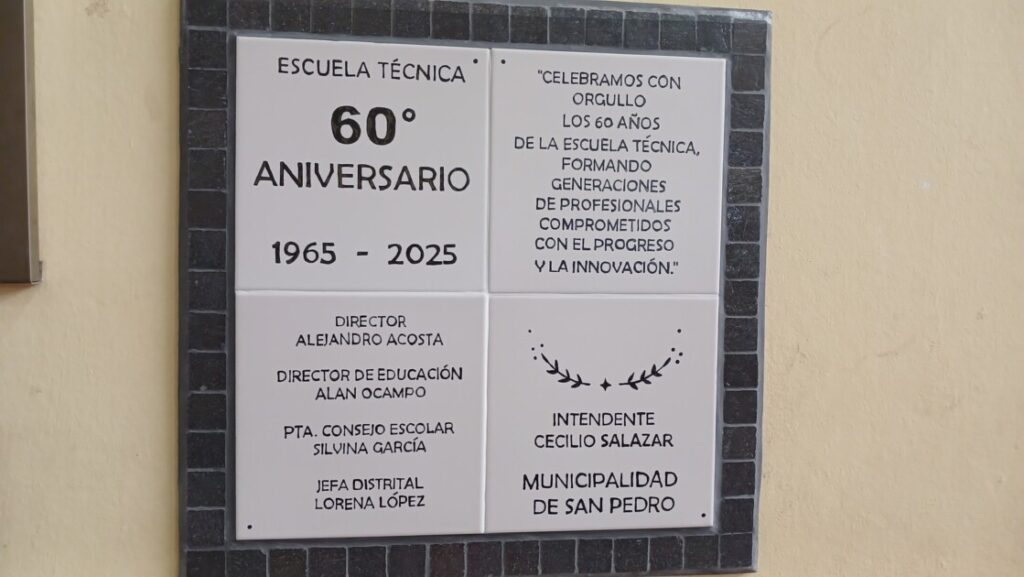 ESCUELA TÉCNICA
60°
ANIVERSARIO
1965 - 2025
"CELEBRAMOS CON
ORGULLO
LOS 60 AÑOS
DE LA ESCUELA TÉCNICA,
FORMANDO
GENERACIONES
DE PROFESIONALES
COMPROMETIDOS
CON EL PROGRESO
Y LA INNOVACIÓN."
DIRECTOR
ALEJANDRO ACOSTA
DIRECTOR DE EDUCACIÓN
ALAN OCAMPO
PTA. CONSEJO ESCOLAR
SILVINA GARCÍA
JEFA DISTRITAL
LORENA LÓPEZ
INTENDENTE
CECILIO SALAZAR
MUNICIPALIDAD
DE SAN PEDRO